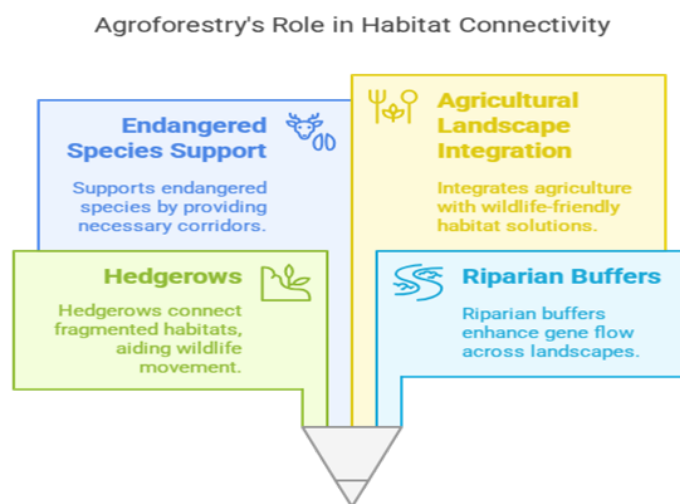 Agroforestry's Role in Habitat Connectivity
Endangered
Species Support
Supports endangered
species by providing
necessary corridors.
Agricultural
Landscape
Integration
Integrates agriculture
with wildlife-friendly
habitat solutions.
Hedgerows
Hedgerows connect
fragmented habitats,
aiding wildlife
movement.
Riparian Buffers
Riparian buffers
enhance gene flow
across landscapes.